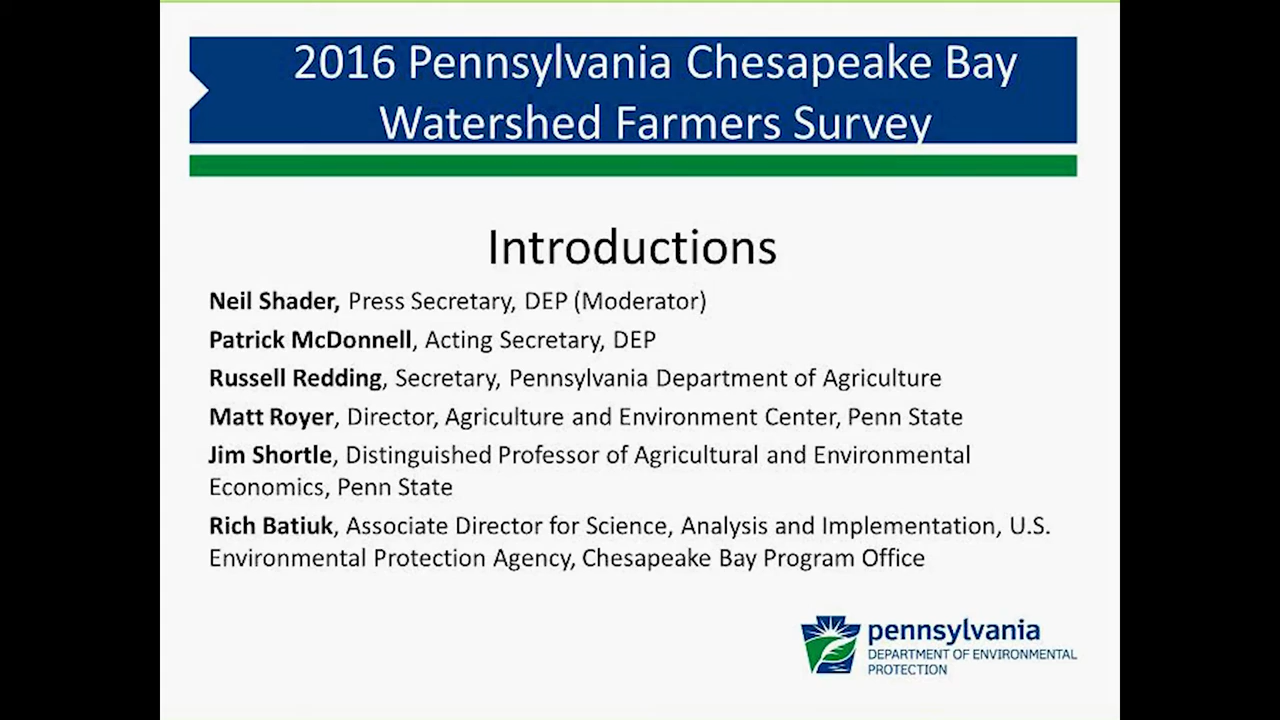 2016 Pennsylvania Chesapeake Bay
Watershed Farmers Survey
Introductions
Neil Shader, Press Secretary, DEP (Moderator)
Patrick McDonnell, Acting Secretary, DEP
Russell Redding, Secretary, Pennsylvania Department of Agriculture
Matt Royer, Director, Agriculture and Environment Center, Penn State
Jim Shortle, Distinguished Professor of Agricultural and Environmental
Economics, Penn State
Rich Batiuk, Associate Director for Science, Analysis and Implementation, U.S.
Environmental Protection Agency, Chesapeake Bay Program Office
pennsylvania
DEPARTMENT OF ENVIRONMENTAL
PROTECTION